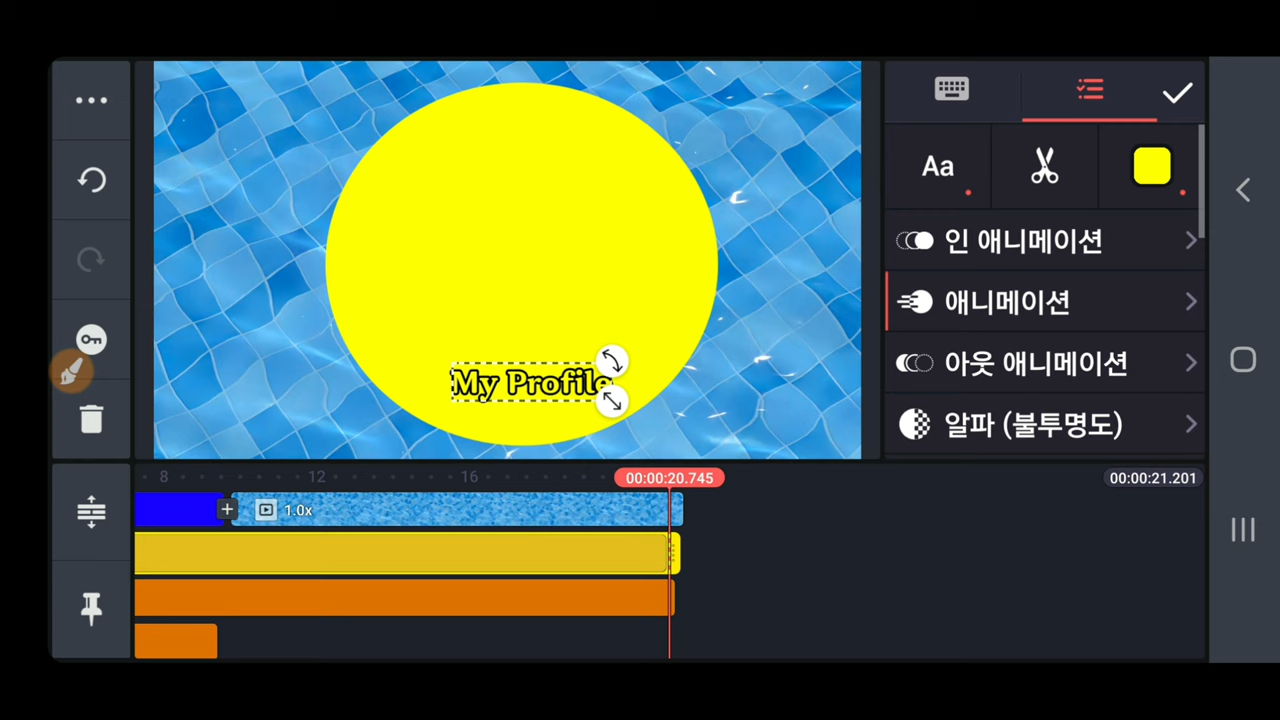 Aa
인 애니메이션
애니메이션
아웃 애니메이션
알파 (불투명도)
My Profile
8 12 16 00:00:20.745 00:00:21.201
1.0x